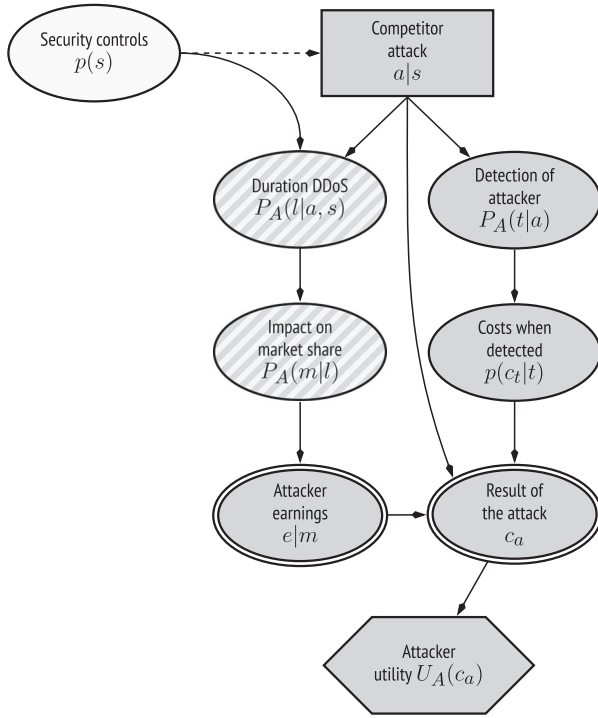 Security controls
p(s)
Competitor
attack
a|s
Duration DDoS
P_A(l|a, s)
Detection of
attacker
P_A(t|a)
Impact on
market share
P_A(m|l)
Costs when
detected
p(c_t|t)
Attacker
earnings
e|m
Result of
the attack
c_a
Attacker
utility U_A(c_a)